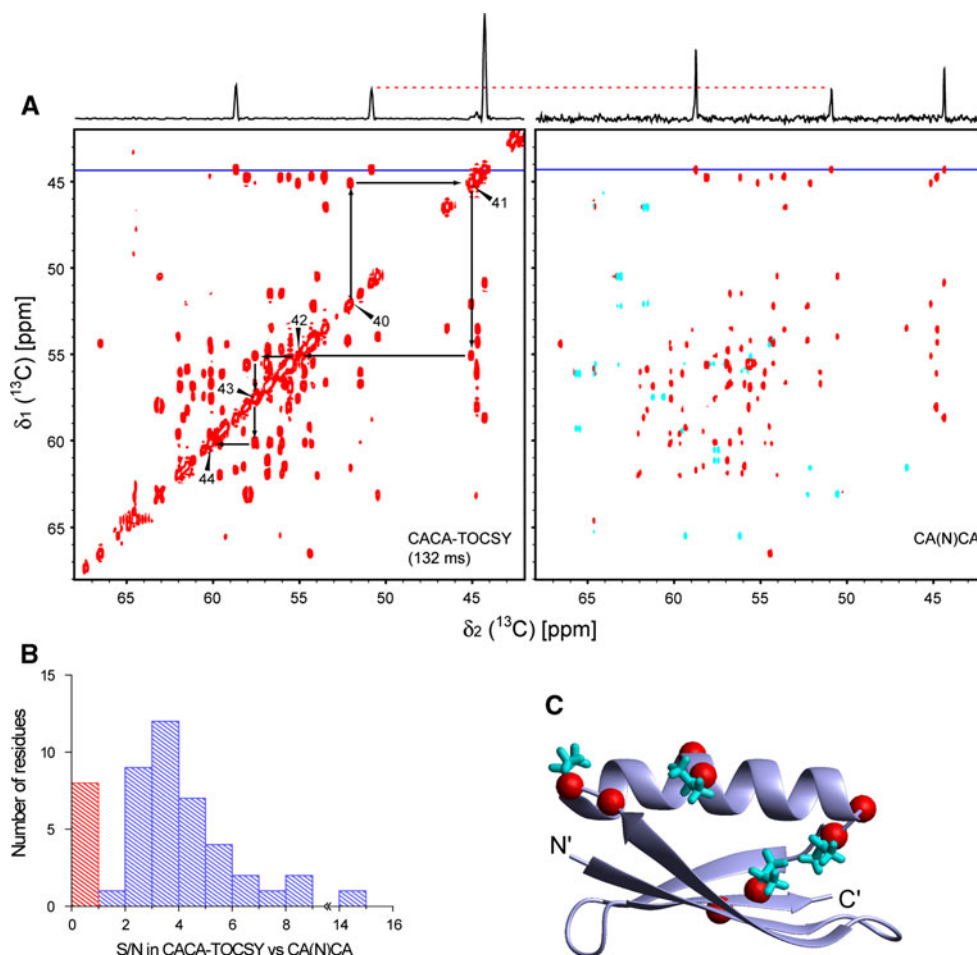 A
45
50
55
60
65
δ1 (13C) [ppm]
41
40
42
43
44
CACA-TOCSY
(132 ms)
CA(N)CA
65 60 55 50 45
65 60 55 50 45
δ2 (13C) [ppm]
B
15
10
5
0
Number of residues
0 2 4 6 8 14 16
S/N in CACA-TOCSY vs CA(N)CA
C
N'
C'